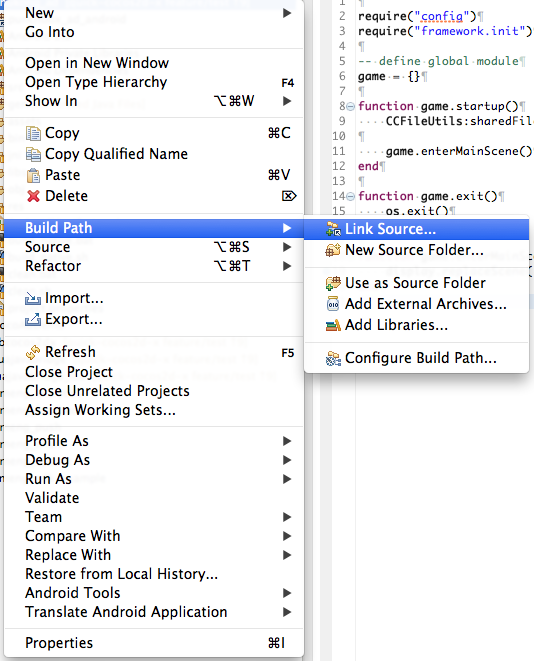 New
Go Into
Open in New Window
Open Type Hierarchy F4
Show In ⌥⌘W
Copy ⌘C
Copy Qualified Name
Paste ⌘V
Delete ⌦
Build Path
Source ⌥⌘S
Refactor ⌥⌘T
Import...
Export...
Refresh F5
Close Project
Close Unrelated Projects
Assign Working Sets...
Profile As
Debug As
Run As
Validate
Team
Compare With
Replace With
Restore from Local History...
Android Tools
Translate Android Application
Properties ⌘I
Link Source...
New Source Folder...
Use as Source Folder
Add External Archives...
Add Libraries...
Configure Build Path...
1 ¶
2 require("config")¶
3 require("framework.init")¶
4 ¶
5 -- define global module¶
6 game = {}¶
7 ¶
8 function game.startup()¶
9 CCFileUtils:sharedFil
10 ¶
11 game.enterMainScene()¶
12 end¶
13 ¶
14 function game.exit()¶
15 os.exit()¶